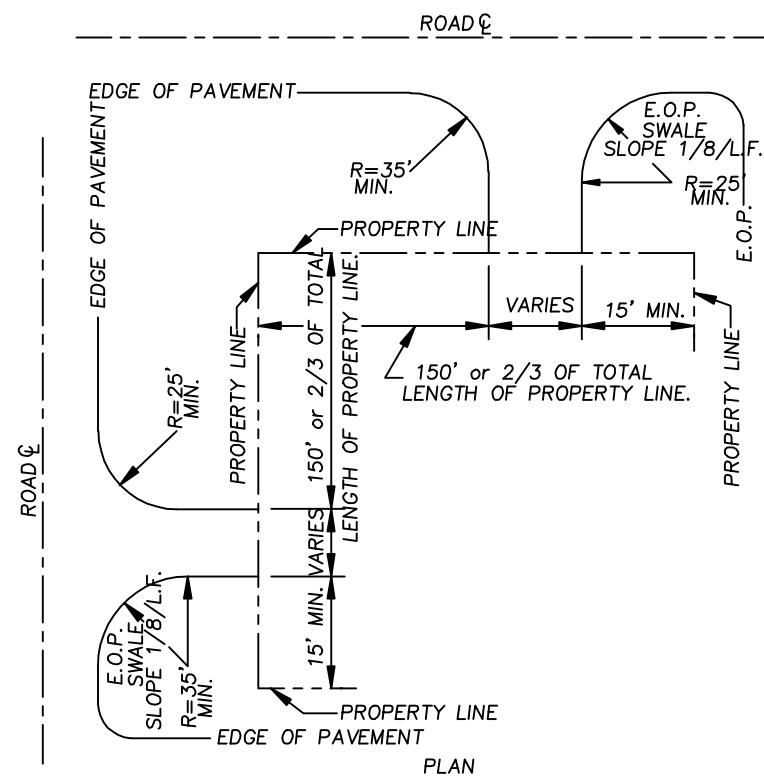 ROAD ℄
EDGE OF PAVEMENT
E.O.P.
SWALE
SLOPE 1/8/L.F.
R=35'
MIN.
R=25'
MIN.
E.O.P.
EDGE OF PAVEMENT
PROPERTY LINE
PROPERTY LINE
VARIES
15' MIN.
PROPERTY LINE
150' or 2/3 OF TOTAL
LENGTH OF PROPERTY LINE.
150' or 2/3 OF TOTAL
LENGTH OF PROPERTY LINE.
R=25'
MIN.
ROAD ℄
VARIES
15' MIN.
E.O.P.
SWALE
SLOPE 1/8/L.F.
R=35'
MIN.
PROPERTY LINE
EDGE OF PAVEMENT
PLAN